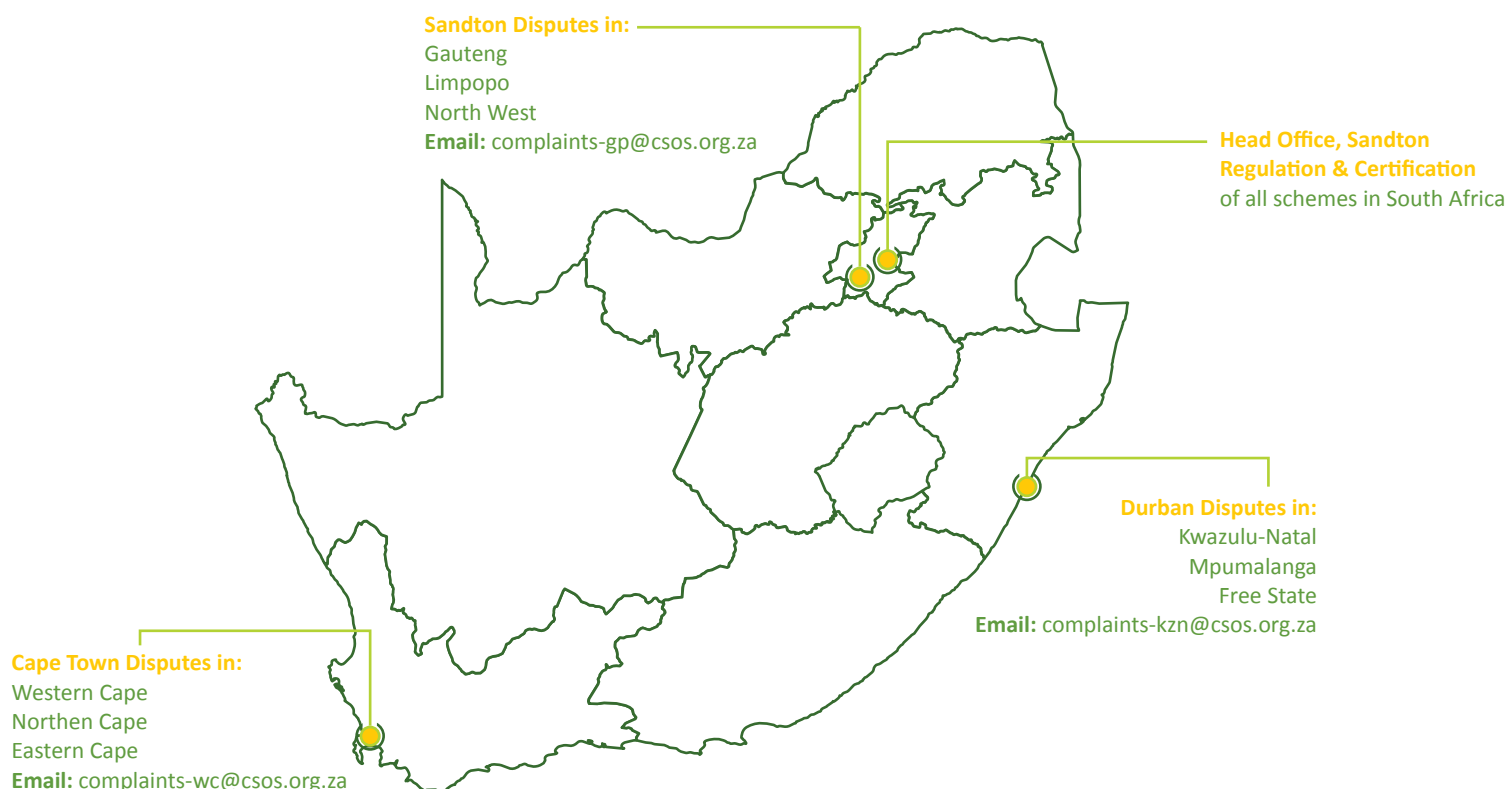 Sandton Disputes in:
Gauteng
Limpopo
North West
Email: complaints-gp@csos.org.za
Head Office, Sandton
Regulation & Certification
of all schemes in South Africa
Durban Disputes in:
Kwazulu-Natal
Mpumalanga
Free State
Email: complaints-kzn@csos.org.za
Cape Town Disputes in:
Western Cape
Northen Cape
Eastern Cape
Email: complaints-wc@csos.org.za